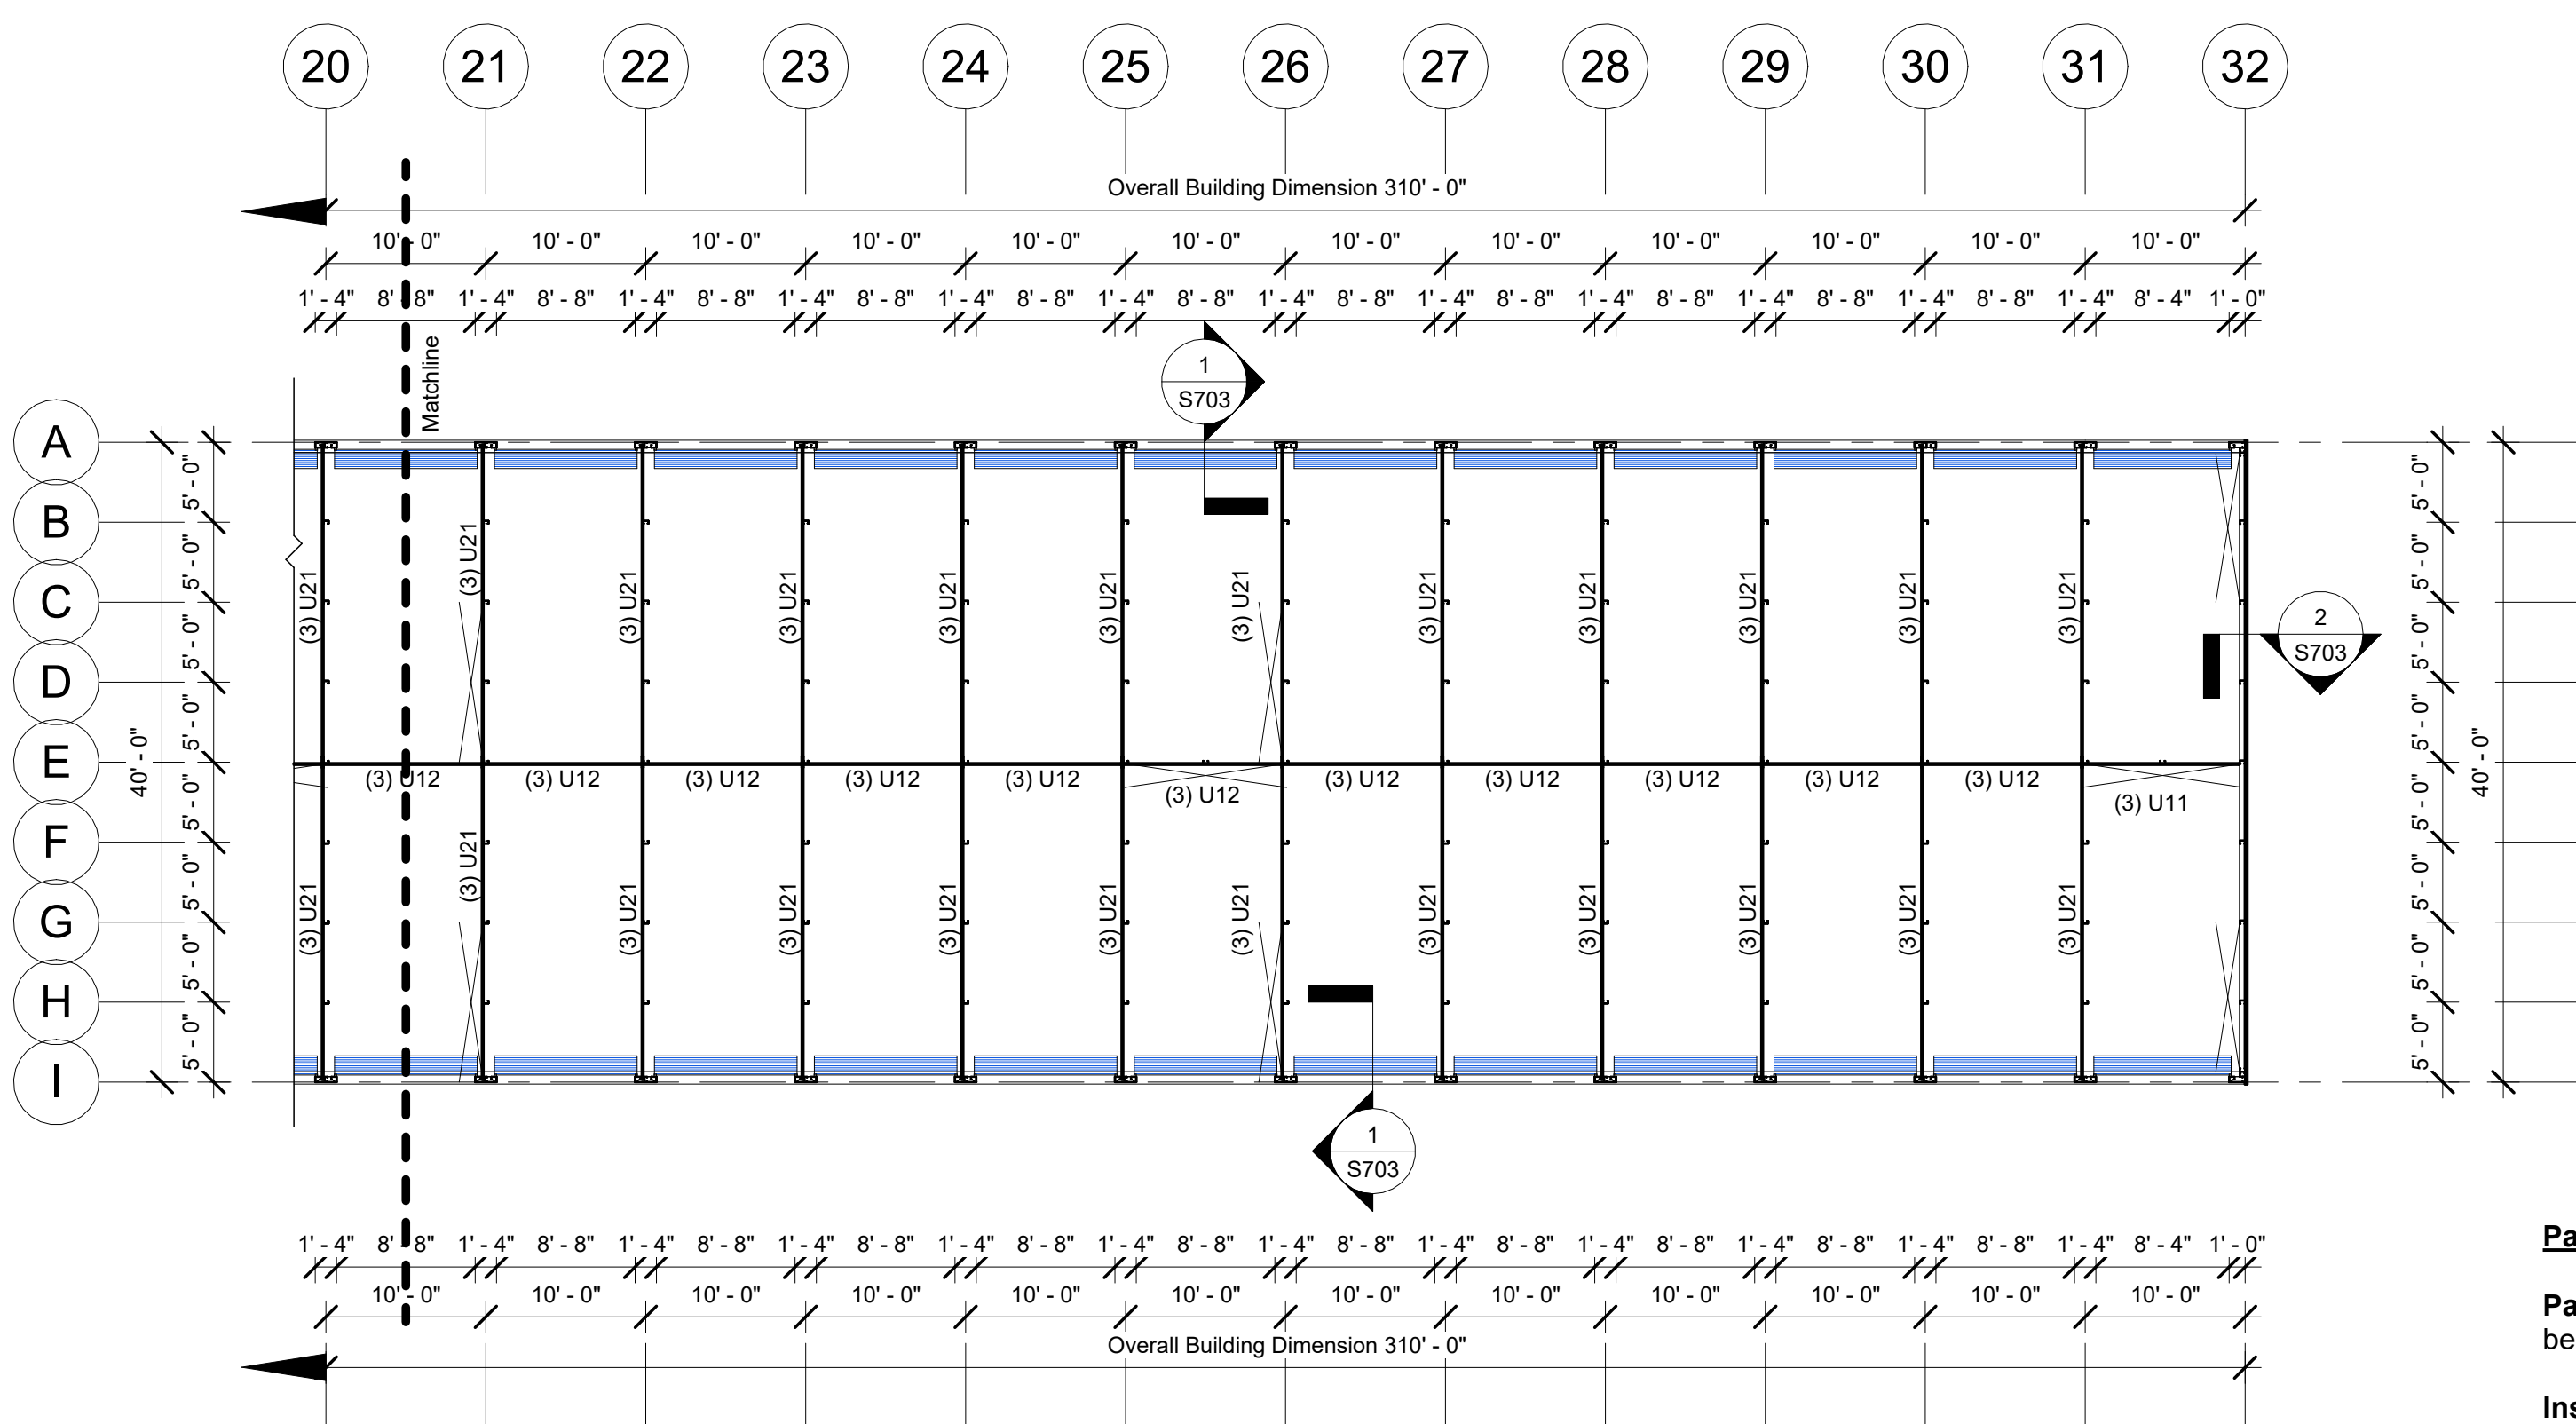 20 21 22 23 24 25 26 27 28 29 30 31 32
Overall Building Dimension 310' - 0"
10' - 0" 10' - 0" 10' - 0" 10' - 0" 10' - 0" 10' - 0" 10' - 0" 10' - 0" 10' - 0" 10' - 0" 10' - 0" 10' - 0"
1' - 4" 8' - 8" 1' - 4" 8' - 8" 1' - 4" 8' - 8" 1' - 4" 8' - 8" 1' - 4" 8' - 8" 1' - 4" 8' - 8" 1' - 4" 8' - 8" 1' - 4" 8' - 8" 1' - 4" 8' - 8" 1' - 4" 8' - 8" 1' - 4" 8' - 8" 1' - 4" 8' - 4" 1' - 0"
Matchline
1
S703
A
B
C
D
E
F
G
H
I
40' - 0"
5' - 0"
5' - 0"
5' - 0"
5' - 0"
5' - 0"
5' - 0"
5' - 0"
5' - 0"
(3) U21 (3) U21 (3) U21 (3) U21 (3) U21 (3) U21 (3) U21 (3) U21 (3) U21 (3) U21 (3) U21 (3) U21
2
S703
(3) U12 (3) U12 (3) U12 (3) U12 (3) U12 (3) U12 (3) U12 (3) U12 (3) U12 (3) U12 (3) U12 (3) U11
(3) U21 (3) U21 (3) U21 (3) U21 (3) U21 (3) U21 (3) U21 (3) U21 (3) U21 (3) U21 (3) U21 (3) U21
5' - 0"
5' - 0"
5' - 0"
5' - 0"
5' - 0"
5' - 0"
5' - 0"
5' - 0"
40' - 0"
1
S703
1' - 4" 8' - 8" 1' - 4" 8' - 8" 1' - 4" 8' - 8" 1' - 4" 8' - 8" 1' - 4" 8' - 8" 1' - 4" 8' - 8" 1' - 4" 8' - 8" 1' - 4" 8' - 8" 1' - 4" 8' - 8" 1' - 4" 8' - 8" 1' - 4" 8' - 8" 1' - 4" 8' - 4" 1' - 0"
10' - 0" 10' - 0" 10' - 0" 10' - 0" 10' - 0" 10' - 0" 10' - 0" 10' - 0" 10' - 0" 10' - 0" 10' - 0" 10' - 0"
Overall Building Dimension 310' - 0"
Pa
Pa
be
Ins